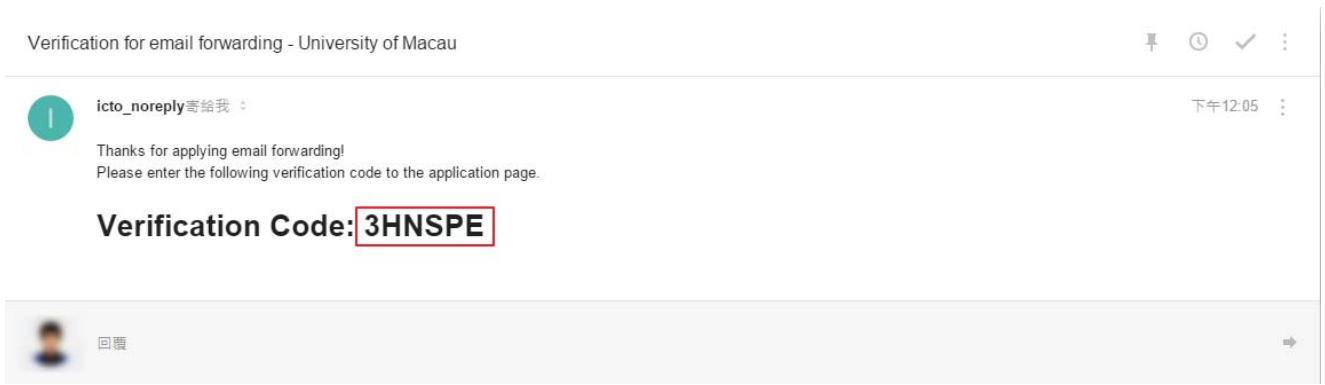 Verification for email forwarding - University of Macau
I
icto_noreply寄給我
下午12:05
Thanks for applying email forwarding!
Please enter the following verification code to the application page.
Verification Code: 3HNSPE
回覆